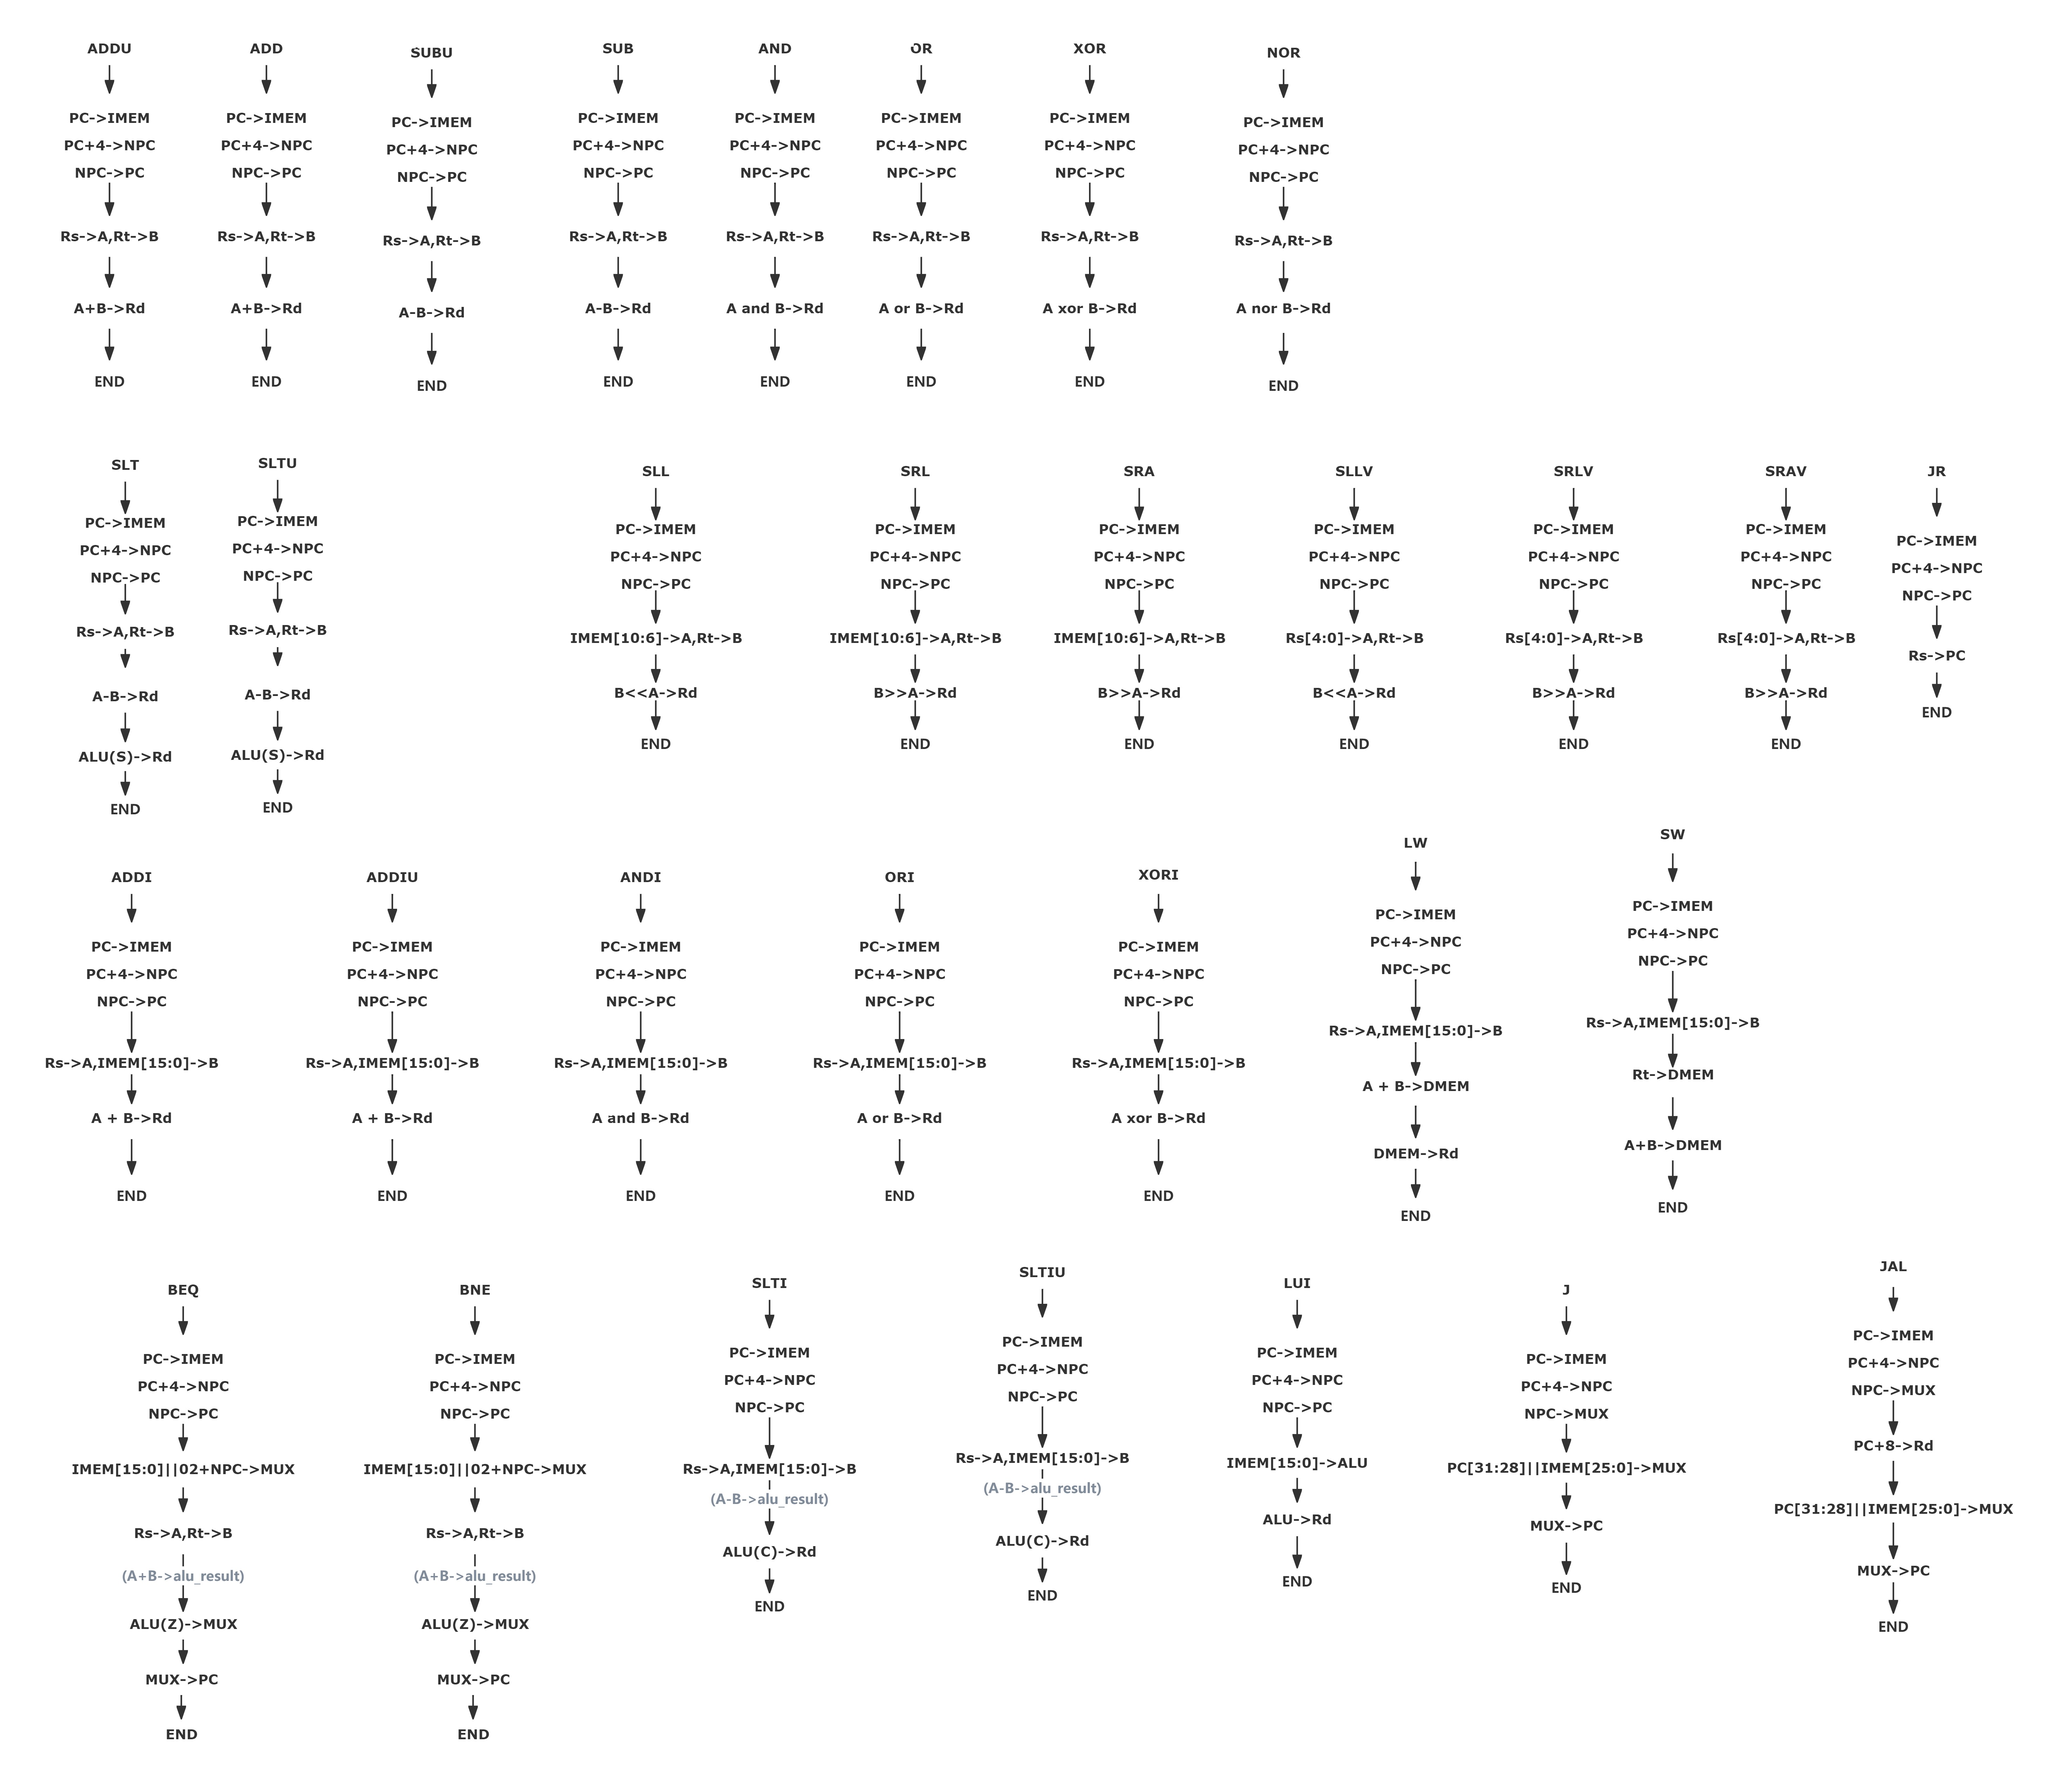 ADDU
PC->IMEM
PC+4->NPC
NPC->PC
Rs->A,Rt->B
A+B->Rd
END
ADD
PC->IMEM
PC+4->NPC
NPC->PC
Rs->A,Rt->B
A+B->Rd
END
SUBU
PC->IMEM
PC+4->NPC
NPC->PC
Rs->A,Rt->B
A-B->Rd
END
SUB
PC->IMEM
PC+4->NPC
NPC->PC
Rs->A,Rt->B
A-B->Rd
END
AND
PC->IMEM
PC+4->NPC
NPC->PC
Rs->A,Rt->B
A and B->Rd
END
OR
PC->IMEM
PC+4->NPC
NPC->PC
Rs->A,Rt->B
A or B->Rd
END
XOR
PC->IMEM
PC+4->NPC
NPC->PC
Rs->A,Rt->B
A xor B->Rd
END
NOR
PC->IMEM
PC+4->NPC
NPC->PC
Rs->A,Rt->B
A nor B->Rd
END
SLT
PC->IMEM
PC+4->NPC
NPC->PC
Rs->A,Rt->B
A-B->Rd
ALU(S)->Rd
END
SLTU
PC->IMEM
PC+4->NPC
NPC->PC
Rs->A,Rt->B
A-B->Rd
ALU(S)->Rd
END
SLL
PC->IMEM
PC+4->NPC
NPC->PC
IMEM[10:6]->A,Rt->B
B<<A->Rd
END
SRL
PC->IMEM
PC+4->NPC
NPC->PC
IMEM[10:6]->A,Rt->B
B>>A->Rd
END
SRA
PC->IMEM
PC+4->NPC
NPC->PC
IMEM[10:6]->A,Rt->B
B>>A->Rd
END
SLLV
PC->IMEM
PC+4->NPC
NPC->PC
Rs[4:0]->A,Rt->B
B<<A->Rd
END
SRLV
PC->IMEM
PC+4->NPC
NPC->PC
Rs[4:0]->A,Rt->B
B>>A->Rd
END
SRAV
PC->IMEM
PC+4->NPC
NPC->PC
Rs[4:0]->A,Rt->B
B>>A->Rd
END
JR
PC->IMEM
PC+4->NPC
NPC->PC
Rs->PC
END
ADDI
PC->IMEM
PC+4->NPC
NPC->PC
Rs->A,IMEM[15:0]->B
A + B->Rd
END
ADDIU
PC->IMEM
PC+4->NPC
NPC->PC
Rs->A,IMEM[15:0]->B
A + B->Rd
END
ANDI
PC->IMEM
PC+4->NPC
NPC->PC
Rs->A,IMEM[15:0]->B
A and B->Rd
END
ORI
PC->IMEM
PC+4->NPC
NPC->PC
Rs->A,IMEM[15:0]->B
A or B->Rd
END
XORI
PC->IMEM
PC+4->NPC
NPC->PC
Rs->A,IMEM[15:0]->B
A xor B->Rd
END
LW
PC->IMEM
PC+4->NPC
NPC->PC
Rs->A,IMEM[15:0]->B
A + B->DMEM
DMEM->Rd
END
SW
PC->IMEM
PC+4->NPC
NPC->PC
Rs->A,IMEM[15:0]->B
Rt->DMEM
A+B->DMEM
END
BEQ
PC->IMEM
PC+4->NPC
NPC->PC
IMEM[15:0]||02+NPC->MUX
Rs->A,Rt->B
(A+B->alu_result)
ALU(Z)->MUX
MUX->PC
END
BNE
PC->IMEM
PC+4->NPC
NPC->PC
IMEM[15:0]||02+NPC->MUX
Rs->A,Rt->B
(A+B->alu_result)
ALU(Z)->MUX
MUX->PC
END
SLTI
PC->IMEM
PC+4->NPC
NPC->PC
Rs->A,IMEM[15:0]->B
(A-B->alu_result)
ALU(C)->Rd
END
SLTIU
PC->IMEM
PC+4->NPC
NPC->PC
Rs->A,IMEM[15:0]->B
(A-B->alu_result)
ALU(C)->Rd
END
LUI
PC->IMEM
PC+4->NPC
NPC->PC
IMEM[15:0]->ALU
ALU->Rd
END
J
PC->IMEM
PC+4->NPC
NPC->MUX
PC[31:28]||IMEM[25:0]->MUX
MUX->PC
END
JAL
PC->IMEM
PC+4->NPC
NPC->MUX
PC+8->Rd
PC[31:28]||IMEM[25:0]->MUX
MUX->PC
END